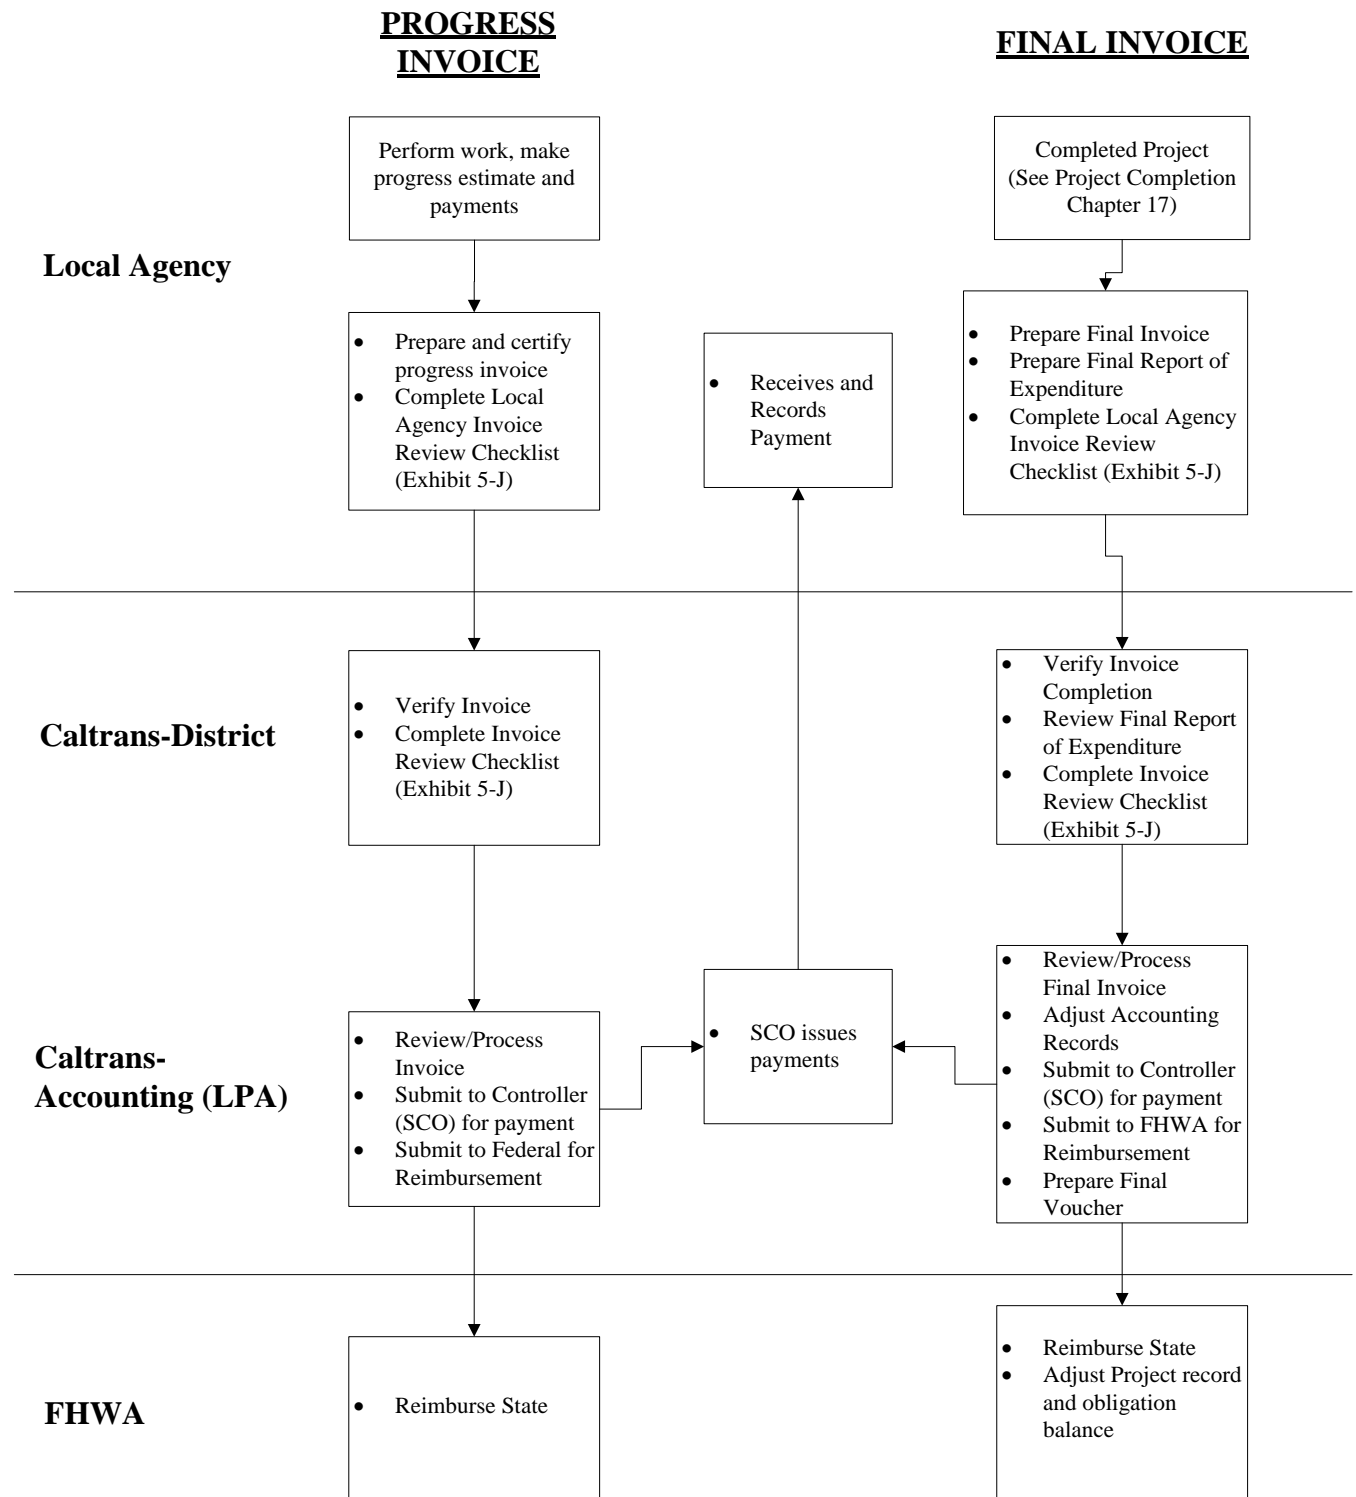 PROGRESS
INVOICE
FINAL INVOICE
Perform work, make
progress estimate and
payments
Completed Project
(See Project Completion
Chapter 17)
Local Agency
• Prepare and certify
progress invoice
• Complete Local
Agency Invoice
Review Checklist
(Exhibit 5-J)
• Receives and
Records
Payment
• Prepare Final Invoice
• Prepare Final Report of
Expenditure
• Complete Local Agency
Invoice Review
Checklist (Exhibit 5-J)
Caltrans-District
• Verify Invoice
• Complete Invoice
Review Checklist
(Exhibit 5-J)
• Verify Invoice
Completion
• Review Final Report
of Expenditure
• Complete Invoice
Review Checklist
(Exhibit 5-J)
Caltrans-
Accounting (LPA)
• Review/Process
Invoice
• Submit to Controller
(SCO) for payment
• Submit to Federal for
Reimbursement
• SCO issues
payments
• Review/Process
Final Invoice
• Adjust Accounting
Records
• Submit to Controller
(SCO) for payment
• Submit to FHWA for
Reimbursement
• Prepare Final
Voucher
FHWA
• Reimburse State
• Reimburse State
• Adjust Project record
and obligation
balance